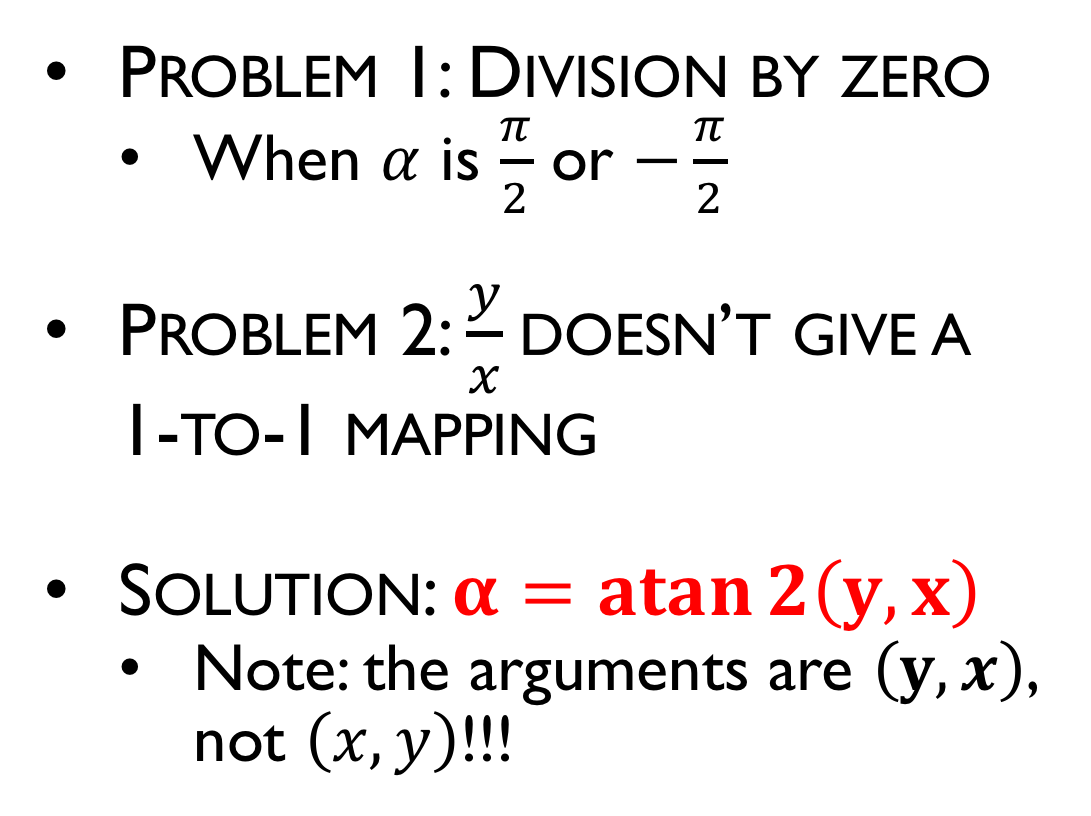 • PROBLEM 1: DIVISION BY ZERO
• When α is π/2 or − π/2
• PROBLEM 2: y/x DOESN’T GIVE A
1-TO-1 MAPPING
• SOLUTION: α = atan 2(y, x)
• Note: the arguments are (y, x),
not (x, y)!!!